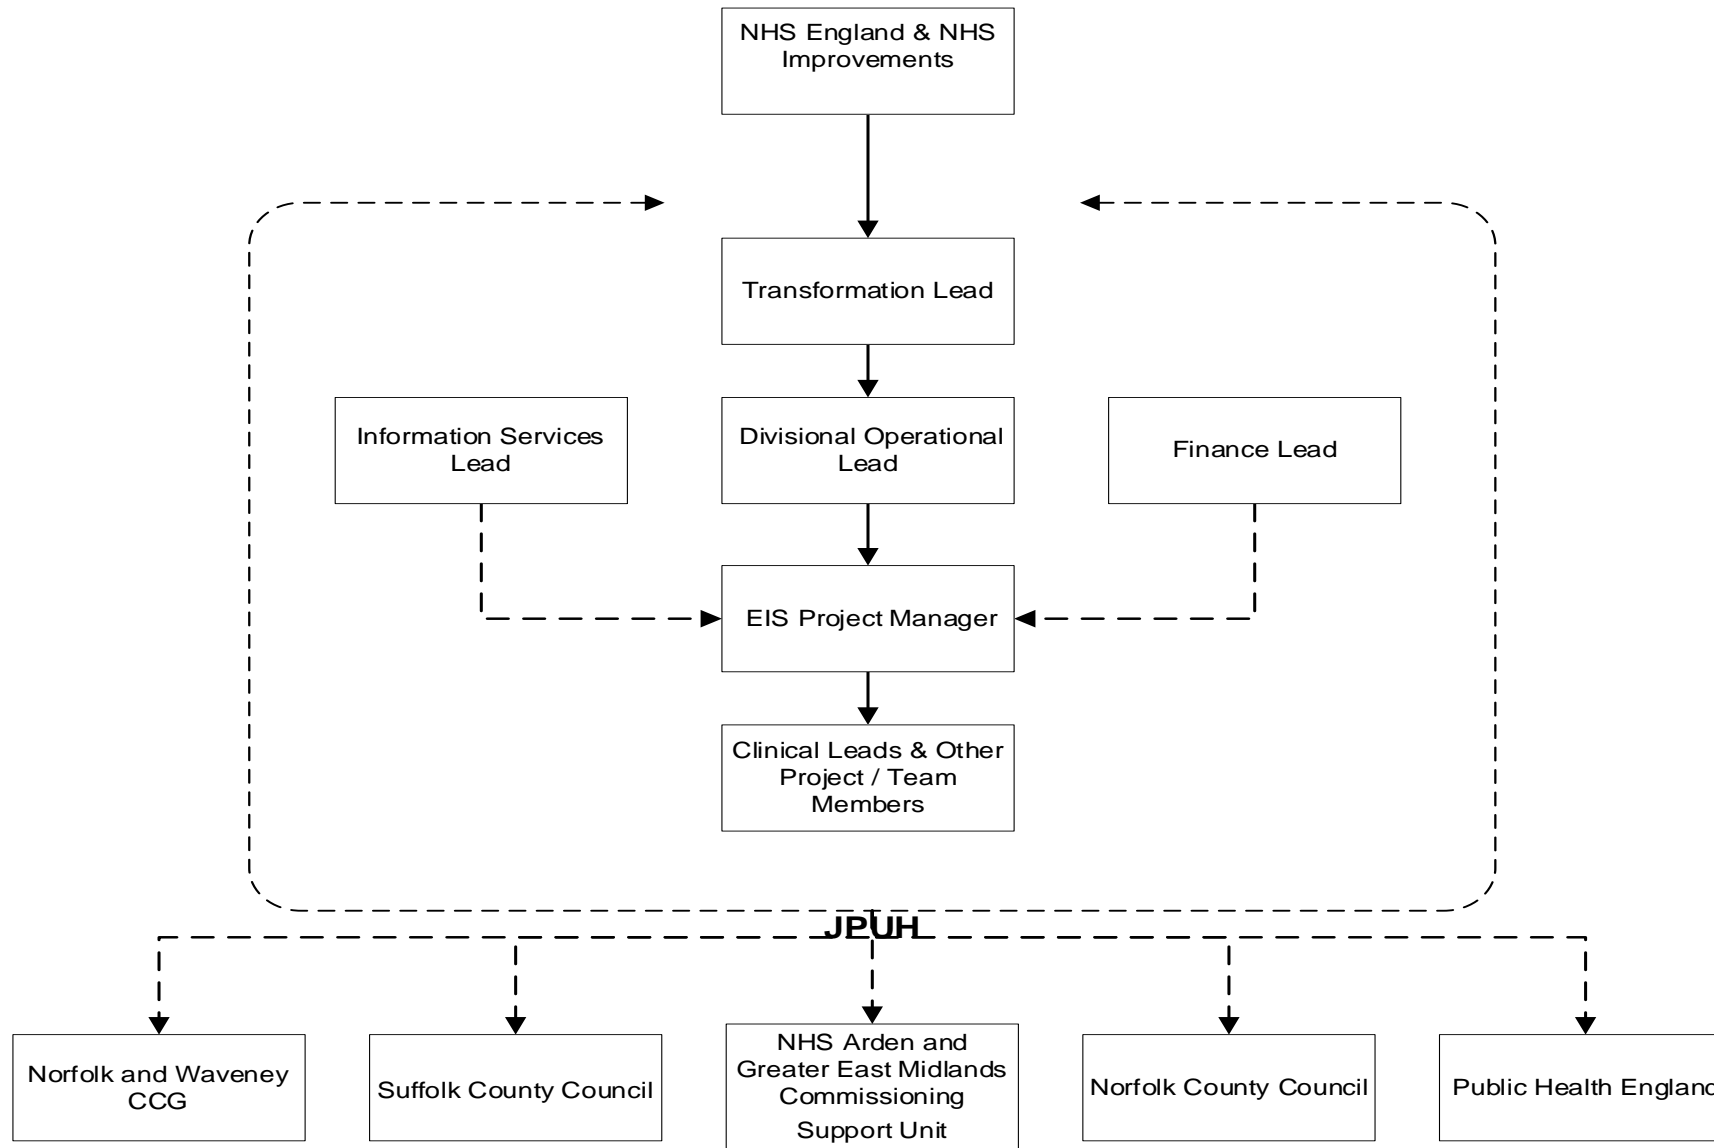 NHS England & NHS
Improvements
Transformation Lead
Information Services
Lead
Divisional Operational
Lead
Finance Lead
EIS Project Manager
Clinical Leads & Other
Project / Team
Members
JPUH
Norfolk and Waveney
CCG
Suffolk County Council
NHS Arden and
Greater East Midlands
Commissioning
Support Unit
Norfolk County Council
Public Health England